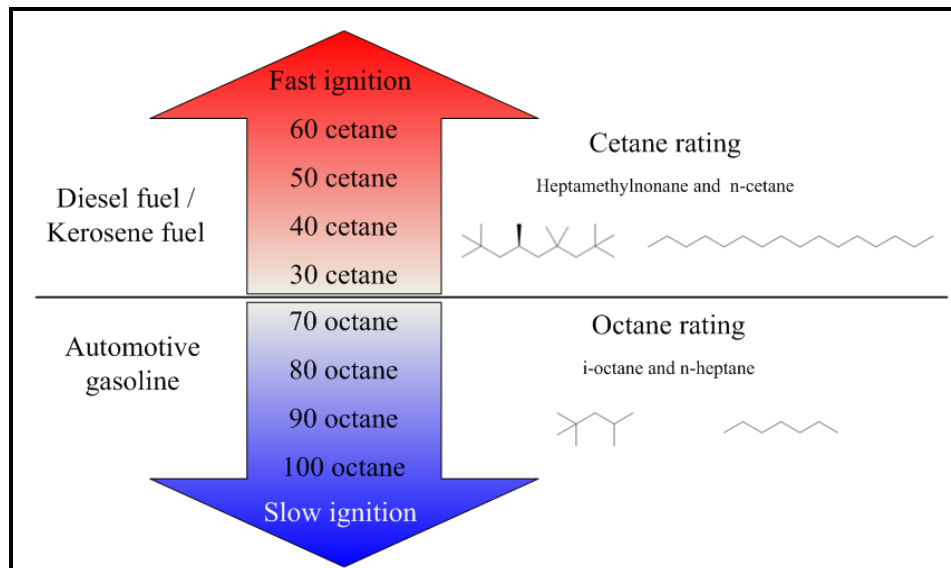 Fast ignition
60 cetane
50 cetane
40 cetane
30 cetane
Diesel fuel /
Kerosene fuel
Cetane rating
Heptamethylnonane and n-cetane
70 octane
80 octane
90 octane
100 octane
Slow ignition
Automotive
gasoline
Octane rating
i-octane and n-heptane